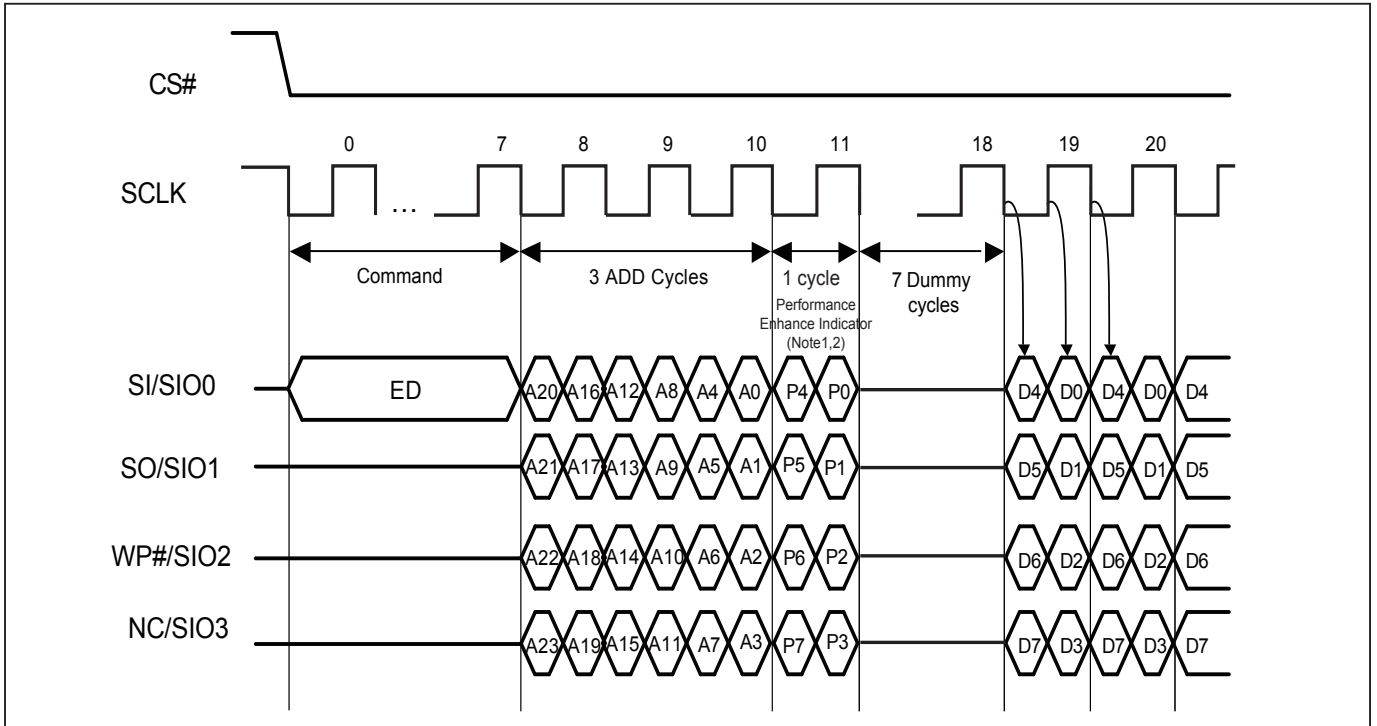 CS#
0 7 8 9 10 11 18 19 20
SCLK
...
Command 3 ADD Cycles 1 cycle 7 Dummy
cycles
Performance
Enhance Indicator
(Note1,2)
SI/SIO0 ED A20 A16 A12 A8 A4 A0 P4 P0 D4 D0 D4 D0 D4
SO/SIO1 A21 A17 A13 A9 A5 A1 P5 P1 D5 D1 D5 D1 D5
WP#/SIO2 A22 A18 A14 A10 A6 A2 P6 P2 D6 D2 D6 D2 D6
NC/SIO3 A23 A19 A15 A11 A7 A3 P7 P3 D7 D3 D7 D3 D7